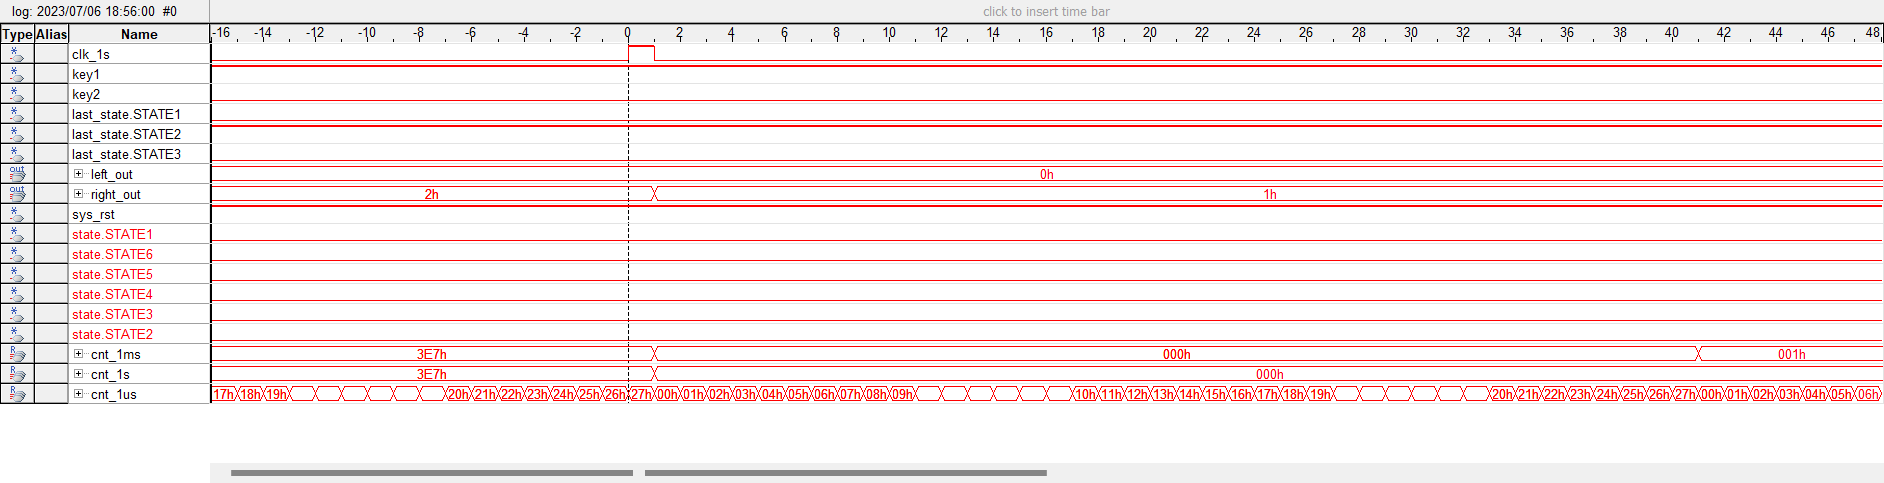 log: 2023/07/06 18:56:00 #0 click to insert time bar
Type Alias Name -16 -14 -12 -10 -8 -6 -4 -2 0 2 4 6 8 10 12 14 16 18 20 22 24 26 28 30 32 34 36 38 40 42 44 46 48
clk_1s
key1
key2
last_state.STATE1
last_state.STATE2
last_state.STATE3
out left_out 0h
out right_out 2h 1h
sys_rst
state.STATE1
state.STATE6
state.STATE5
state.STATE4
state.STATE3
state.STATE2
R cnt_1ms 3E7h 000h 001h
R cnt_1s 3E7h 000h
R cnt_1us 17h 18h 19h 20h 21h 22h 23h 24h 25h 26h 27h 00h 01h 02h 03h 04h 05h 06h 07h 08h 09h 10h 11h 12h 13h 14h 15h 16h 17h 18h 19h 20h 21h 22h 23h 24h 25h 26h 27h 00h 01h 02h 03h 04h 05h 06h